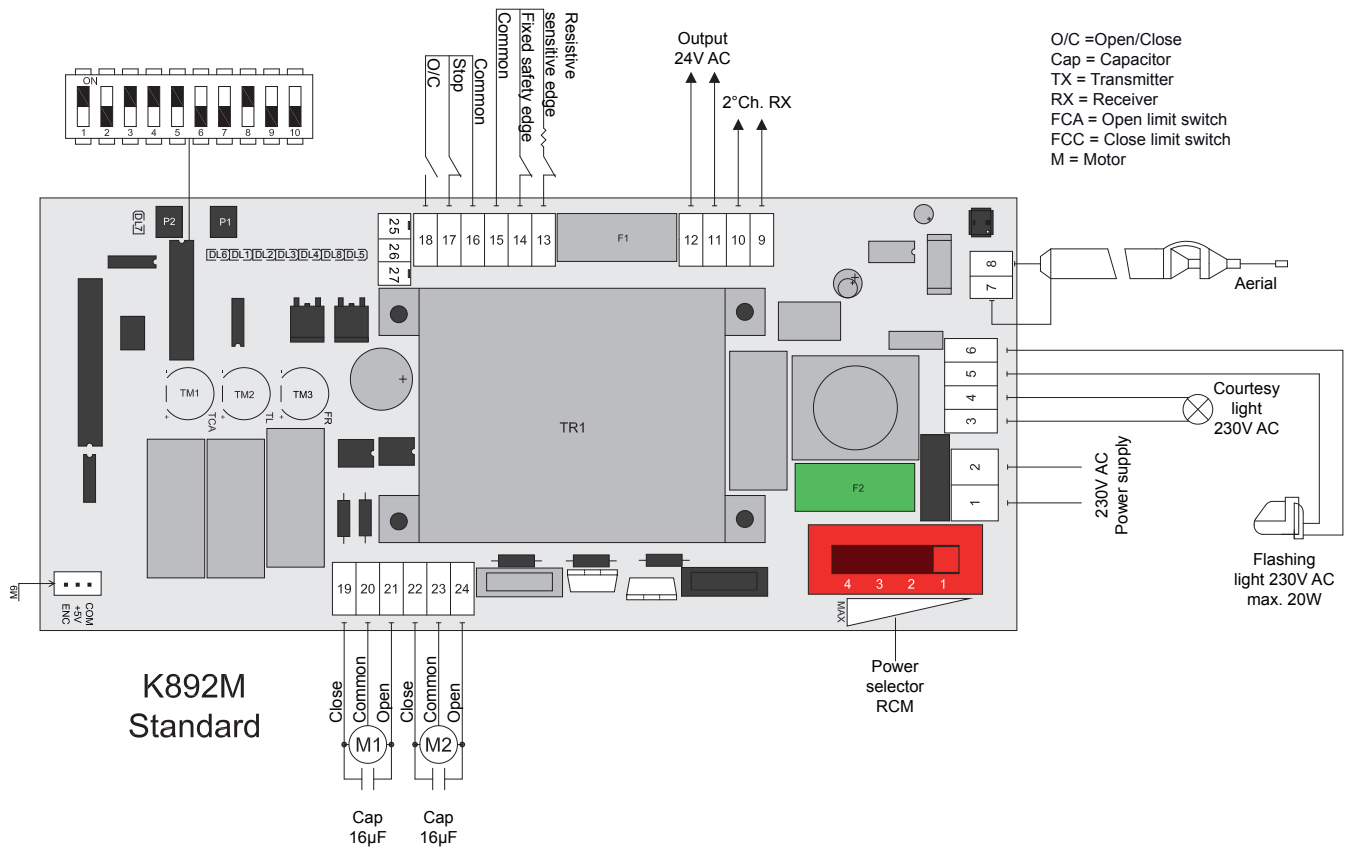 O/C
Stop
Common
Common
Fixed safety edge
Resistive
sensitive edge
Output
24V AC
2°Ch. RX
O/C =Open/Close
Cap = Capacitor
TX = Transmitter
RX = Receiver
FCA = Open limit switch
FCC = Close limit switch
M = Motor
ON
1 2 3 4 5 6 7 8 9 10
DL7
P2
P1
DL6 DL1 DL2 DL3 DL4 DL8 DL5
25
26
27
18 17 16 15 14 13
F1
12 11 10 9
8
7
Aerial
6
5
4
3
Courtesy
light
230V AC
2
1
230V AC
Power supply
Flashing
light 230V AC
max. 20W
TM1
TCA
TM2
TL
TM3
FR
TR1
F2
4 3 2 1
MAX
Power
selector
RCM
M9
COM
+5V
ENC
19 20 21 22 23 24
Close
Common
Open
Close
Common
Open
M1
M2
Cap
16µF
Cap
16µF
K892M
Standard